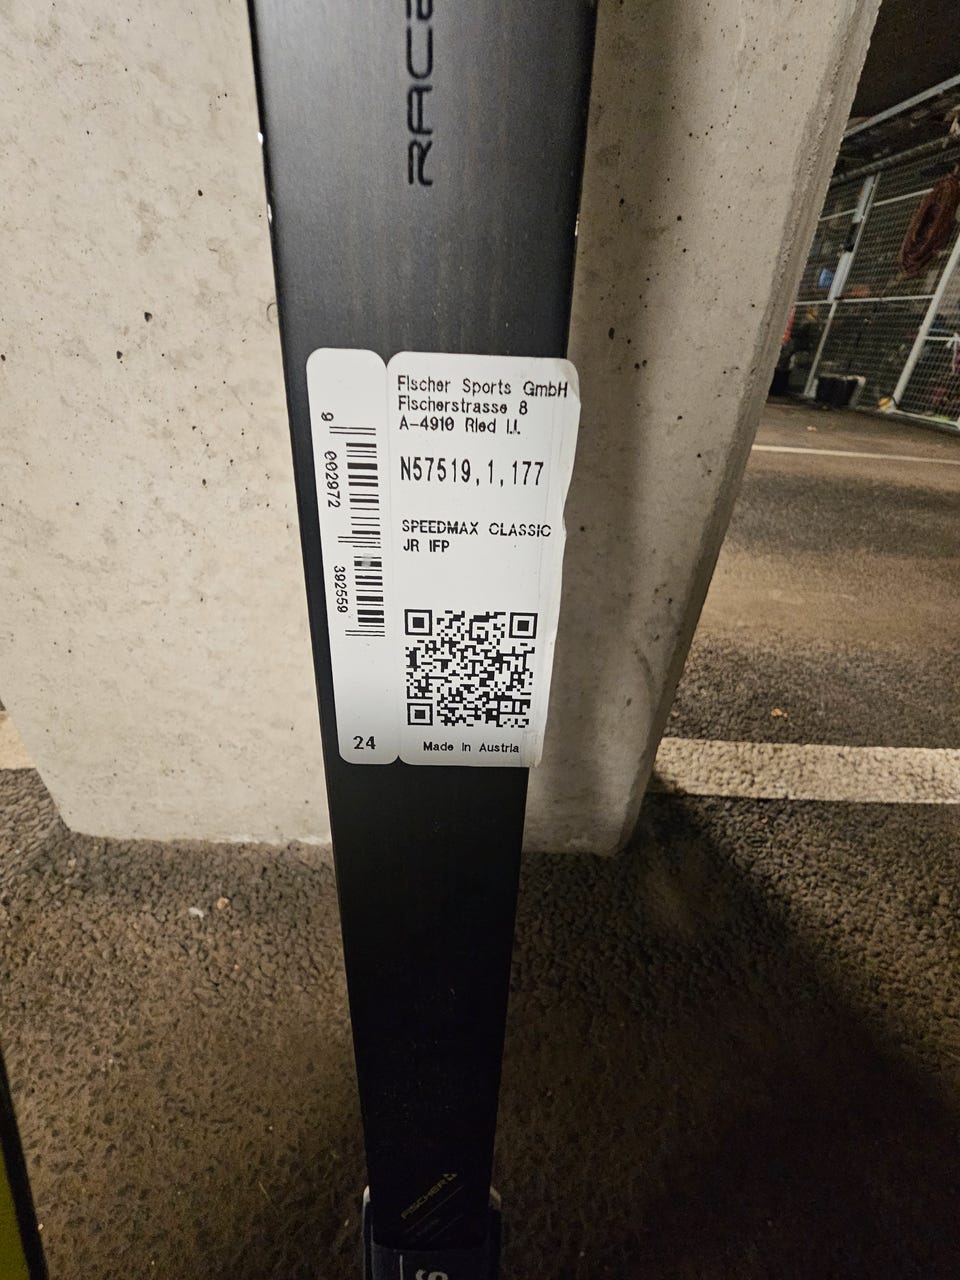 RACE
Fischer Sports GmbH
Fischerstrasse 8
A-4910 Ried I.I.
N57519,1,177
SPEEDMAX CLASSIC
JR IFP
Made in Austria
9 002972 392559
24
FISCHER
S